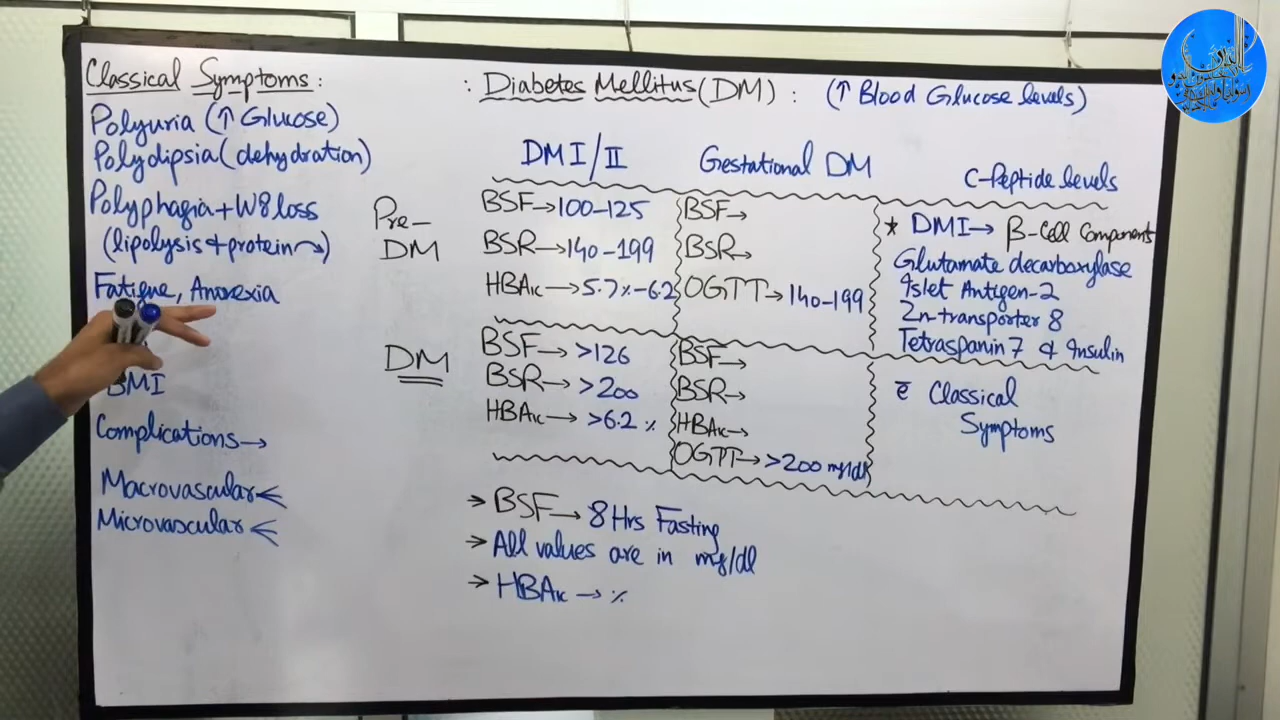 Classical Symptoms :
Polyuria (↑ Glucose)
Polydipsia (dehydration)
Polyphagia + W8 loss
(lipolysis + protein ↝)
Fatigue, Anorexia
BMI
Complications →
Macrovascular <
Microvascular <
: Diabetes Mellitus (DM) : (↑ Blood Glucose levels)
DM I / II
Gestational DM
C-Peptide levels
Pre-
DM
BSF → 100-125
BSR → 140-199
HBA1c → 5.7% - 6.2
BSF →
BSR →
OGTT → 140-199
* DMI → β-Cell Components
Glutamate decarboxylase
Islet Antigen-2
Zn-transporter 8
Tetraspanin 7 & Insulin
DM
BSF → >126
BSR → >200
HBA1c → >6.2 %
BSF →
BSR →
HBA1c →
OGTT → >200 mg/dl
c̄ Classical
Symptoms
→ BSF → 8 Hrs Fasting
→ All values are in mg/dl
→ HBA1c → %